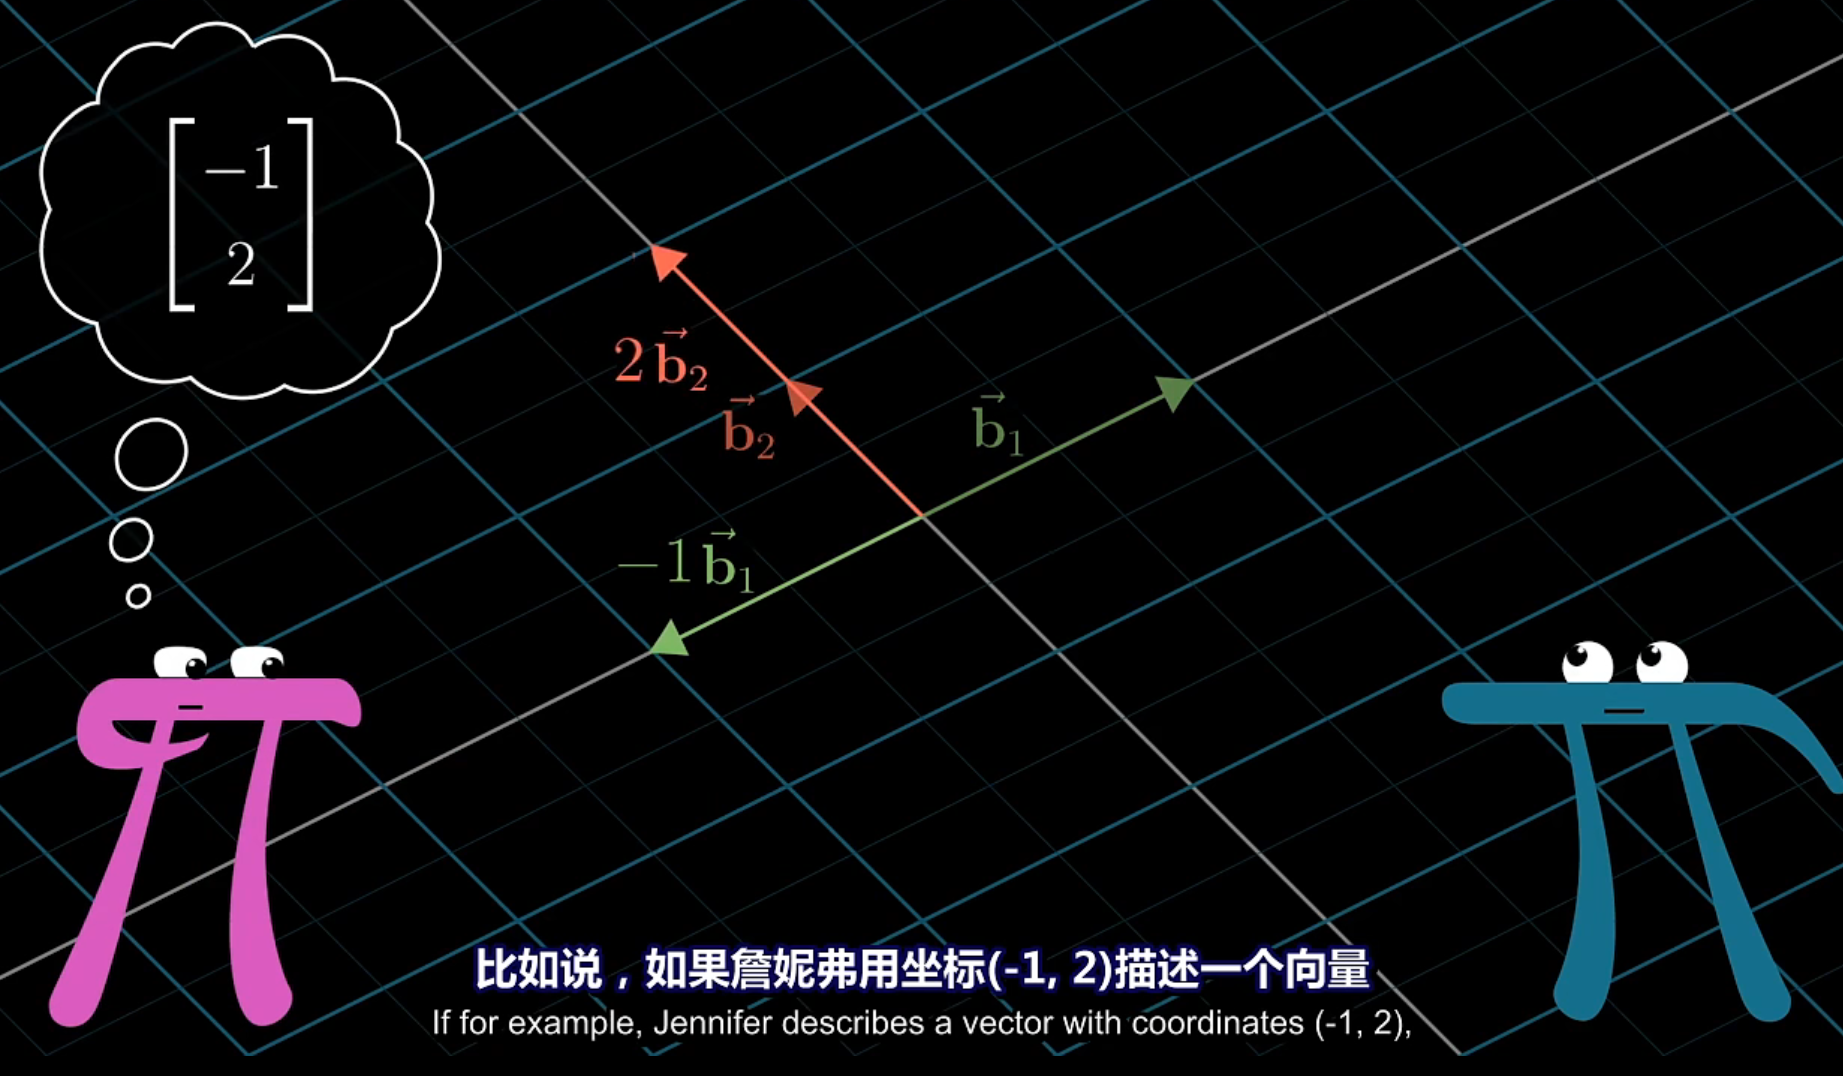 -1
2
2 b⃗₂
b⃗₂
b⃗₁
-1 b⃗₁
比如说，如果詹妮弗用坐标(-1, 2)描述一个向量
If for example, Jennifer describes a vector with coordinates (-1, 2),